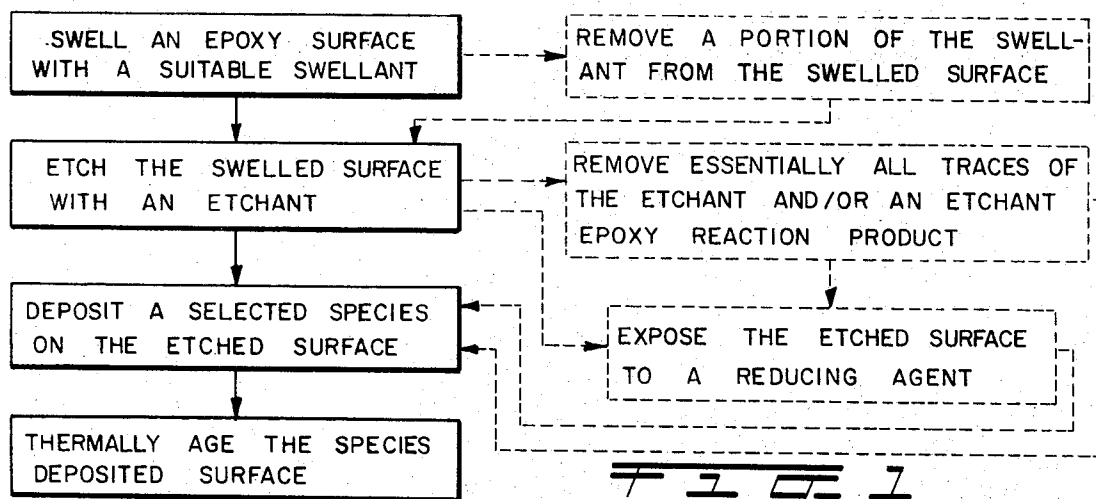 SWELL AN EPOXY SURFACE
WITH A SUITABLE SWELLANT
REMOVE A PORTION OF THE SWELL-
ANT FROM THE SWELLED SURFACE
ETCH THE SWELLED SURFACE
WITH AN ETCHANT
REMOVE ESSENTIALLY ALL TRACES OF
THE ETCHANT AND/OR AN ETCHANT
EPOXY REACTION PRODUCT
DEPOSIT A SELECTED SPECIES
ON THE ETCHED SURFACE
EXPOSE THE ETCHED SURFACE
TO A REDUCING AGENT
THERMALLY AGE THE SPECIES
DEPOSITED SURFACE
FIG. 1